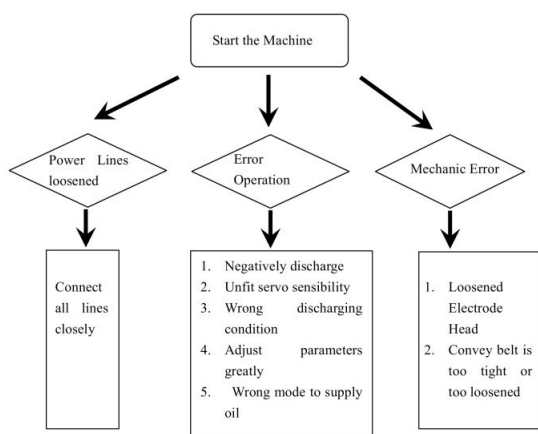 Start the Machine
Power Lines
loosened
Error
Operation
Mechanic Error
Connect
all lines
closely
1. Negatively discharge
2. Unfit servo sensibility
3. Wrong discharging
condition
4. Adjust parameters
greatly
5. Wrong mode to supply
oil
1. Loosened
Electrode
Head
2. Convey belt is
too tight or
too loosened